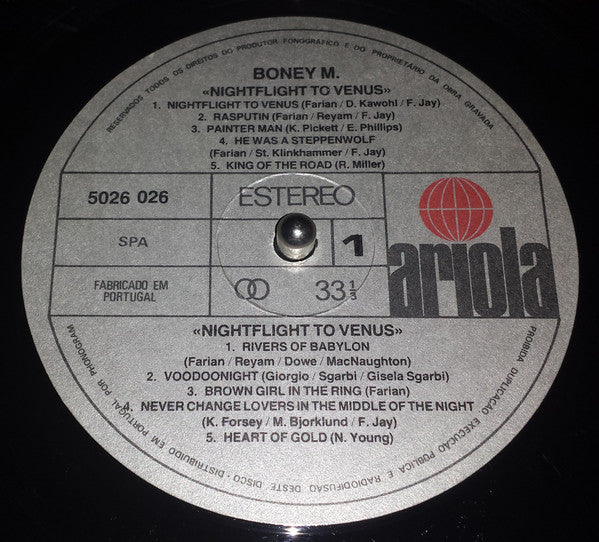 RESERVADOS TODOS OS DIREITOS DO PRODUTOR FONOGRÁFICO E DO PROPRIETÁRIO DA OBRA GRAVADA
BONEY M.
«NIGHTFLIGHT TO VENUS»
1. NIGHTFLIGHT TO VENUS (Farian / D. Kawohl / F. Jay)
2. RASPUTIN (Farian / Reyam / F. Jay)
3. PAINTER MAN (K. Pickett / E. Phillips)
4. HE WAS A STEPPENWOLF
(Farian / St. Klinkhammer / F. Jay)
5. KING OF THE ROAD (R. Miller)
5026 026
ESTEREO
SPA
1
ariola
FABRICADO EM
PORTUGAL
33 1/3
«NIGHTFLIGHT TO VENUS»
1. RIVERS OF BABYLON
(Farian / Reyam / Dowe / MacNaughton)
2. VOODOONIGHT (Giorgio / Sgarbi / Gisela Sgarbi)
3. BROWN GIRL IN THE RING (Farian)
4. NEVER CHANGE LOVERS IN THE MIDDLE OF THE NIGHT
(K. Forsey / M. Bjorklund / F. Jay)
5. HEART OF GOLD (N. Young)
PROIBIDA DUPLICAÇÃO EXECUÇÃO PÚBLICA E RADIODIFUSÃO DESTE DISCO - DISTRIBUIDO EM PORTUGAL POR PHONOGRAM